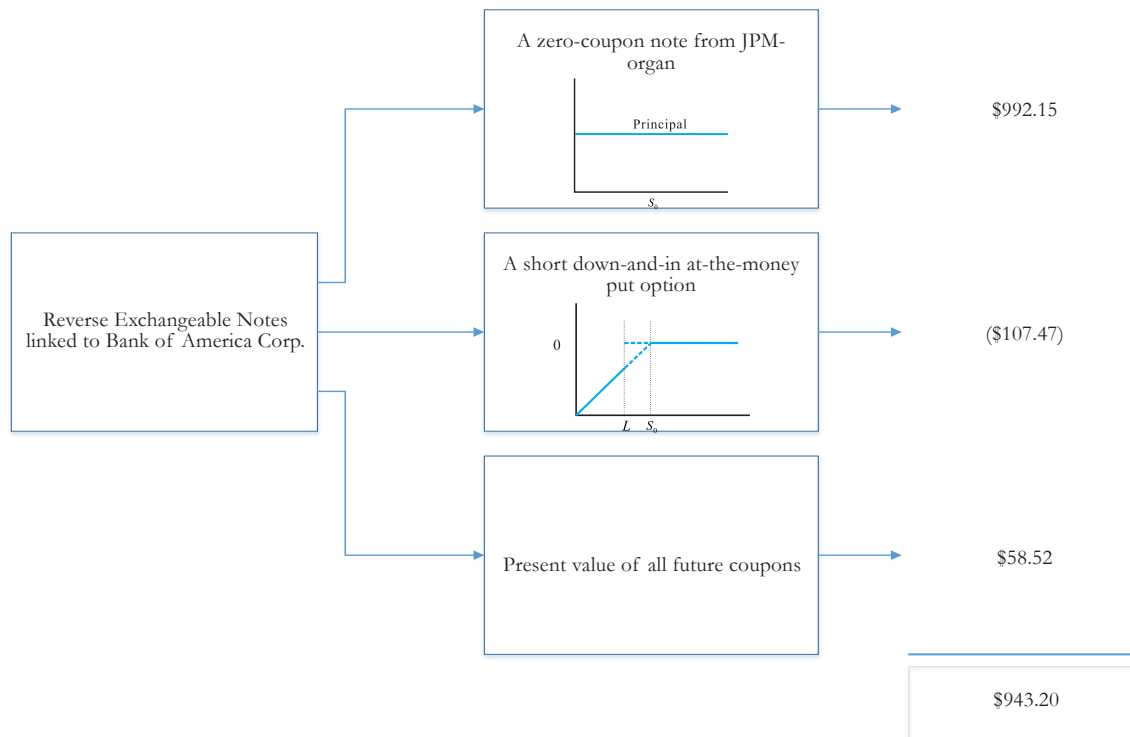 A zero-coupon note from JPM-
organ
Principal
S₀
$992.15
Reverse Exchangeable Notes
linked to Bank of America Corp.
A short down-and-in at-the-money
put option
0
L S₀
($107.47)
Present value of all future coupons
$58.52
$943.20